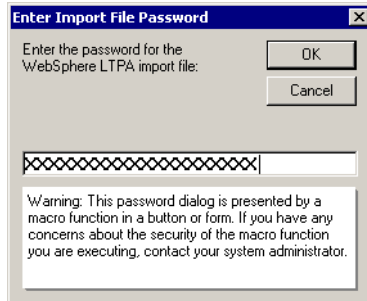 Enter Import File Password
Enter the password for the
WebSphere LTPA import file:
OK
Cancel
XXXXXXXXXXXXXXXXXXXXXX
Warning: This password dialog is presented by a
macro function in a button or form. If you have any
concerns about the security of the macro function
you are executing, contact your system administrator.